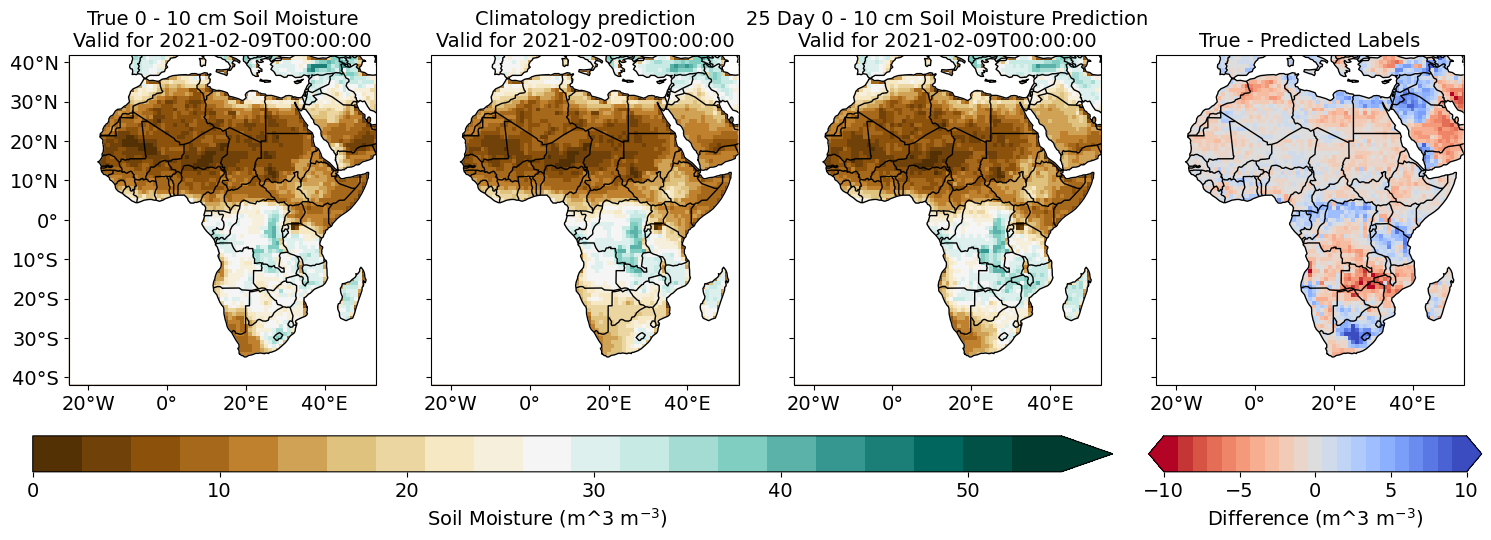 True 0 - 10 cm Soil Moisture
Valid for 2021-02-09T00:00:00
Climatology prediction
Valid for 2021-02-09T00:00:00
25 Day 0 - 10 cm Soil Moisture Prediction
Valid for 2021-02-09T00:00:00
True - Predicted Labels
40°N
30°N
20°N
10°N
0°
10°S
20°S
30°S
40°S
20°W 0° 20°E 40°E
20°W 0° 20°E 40°E
20°W 0° 20°E 40°E
20°W 0° 20°E 40°E
0 10 20 30 40 50
Soil Moisture (m^3 m⁻³)
−10 −5 0 5 10
Difference (m^3 m⁻³)